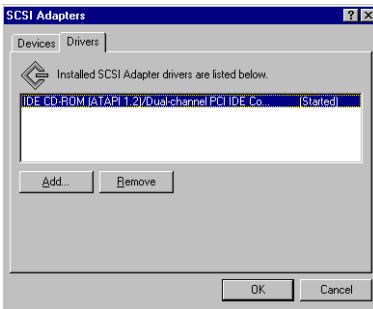 SCSI Adapters
Devices Drivers
Installed SCSI Adapter drivers are listed below.
IDE CD-ROM (ATAPI 1.2)/Dual-channel PCI IDE Co... (Started)
Add... Remove
OK Cancel